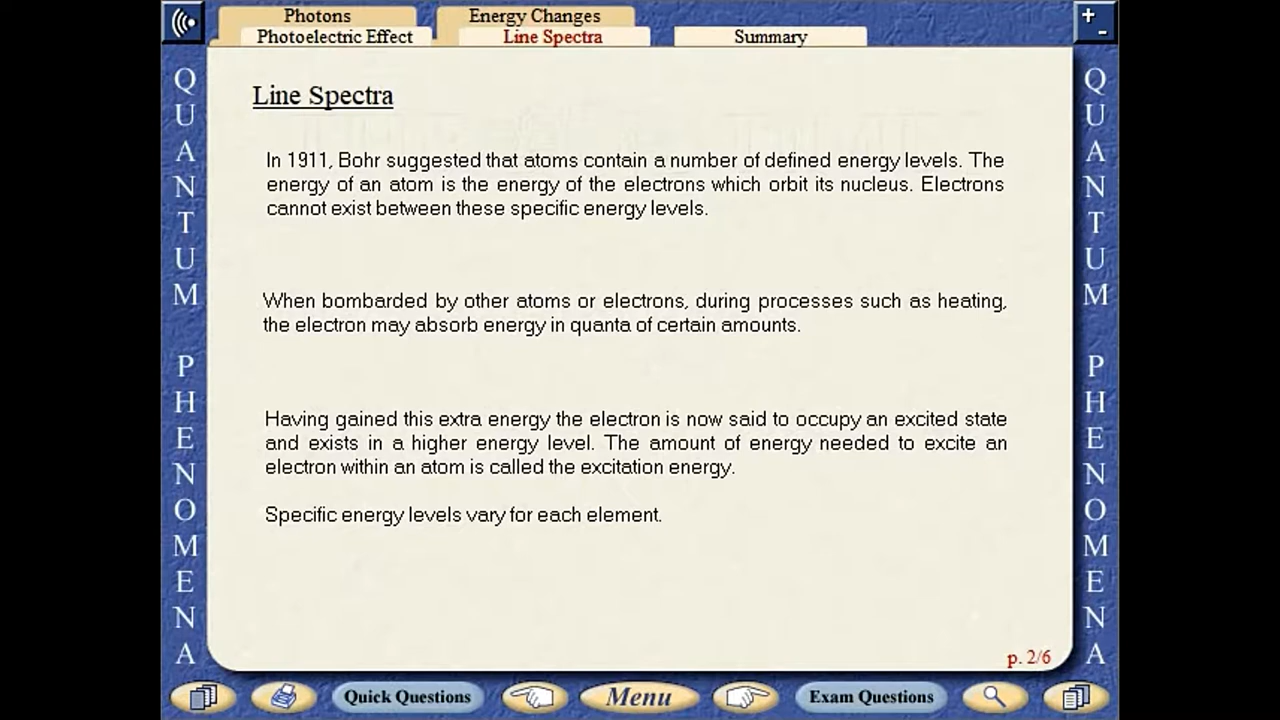 Photons
Energy Changes
Photoelectric Effect
Line Spectra
Summary
+
-
QUANTUM PHENOMENA
Line Spectra
In 1911, Bohr suggested that atoms contain a number of defined energy levels. The
energy of an atom is the energy of the electrons which orbit its nucleus. Electrons
cannot exist between these specific energy levels.
When bombarded by other atoms or electrons, during processes such as heating,
the electron may absorb energy in quanta of certain amounts.
Having gained this extra energy the electron is now said to occupy an excited state
and exists in a higher energy level. The amount of energy needed to excite an
electron within an atom is called the excitation energy.
Specific energy levels vary for each element.
p. 2/6
QUANTUM PHENOMENA
Quick Questions
Menu
Exam Questions